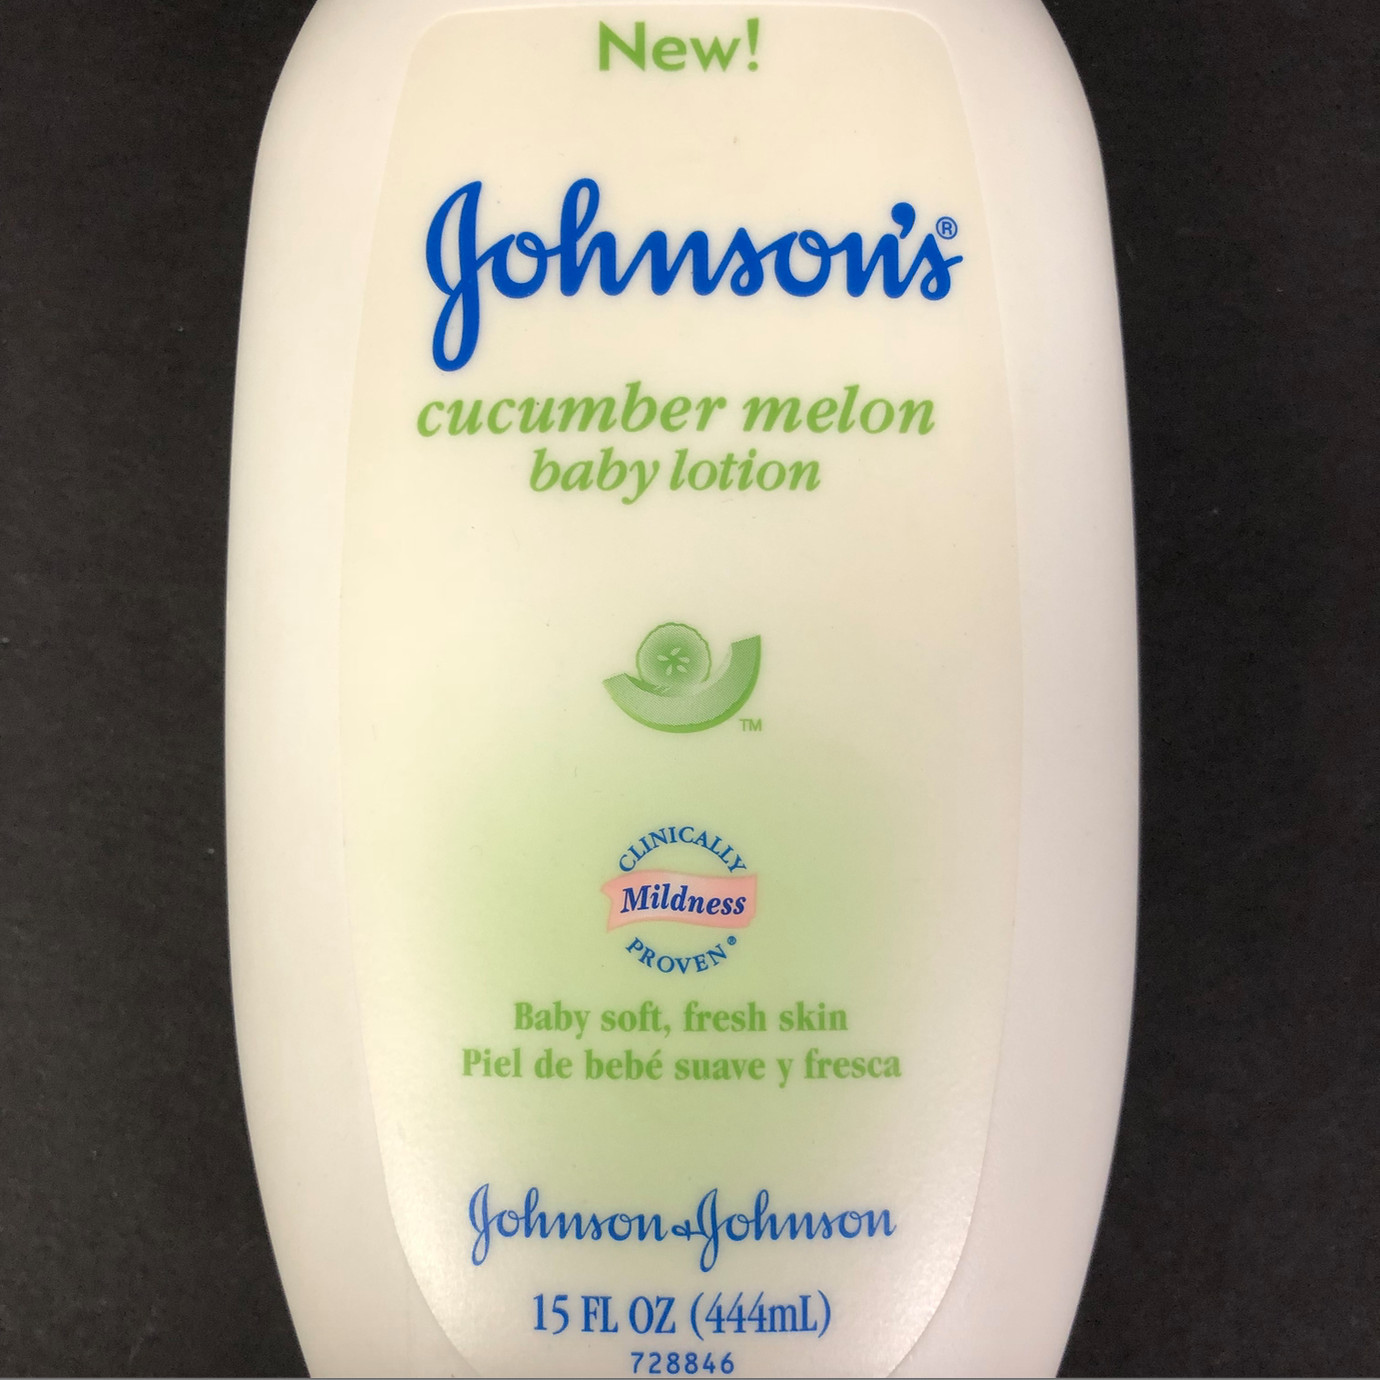 New!
Johnson's®
cucumber melon
baby lotion
TM
CLINICALLY
Mildness
PROVEN®
Baby soft, fresh skin
Piel de bebé suave y fresca
Johnson & Johnson
15 FL OZ (444mL)
728846